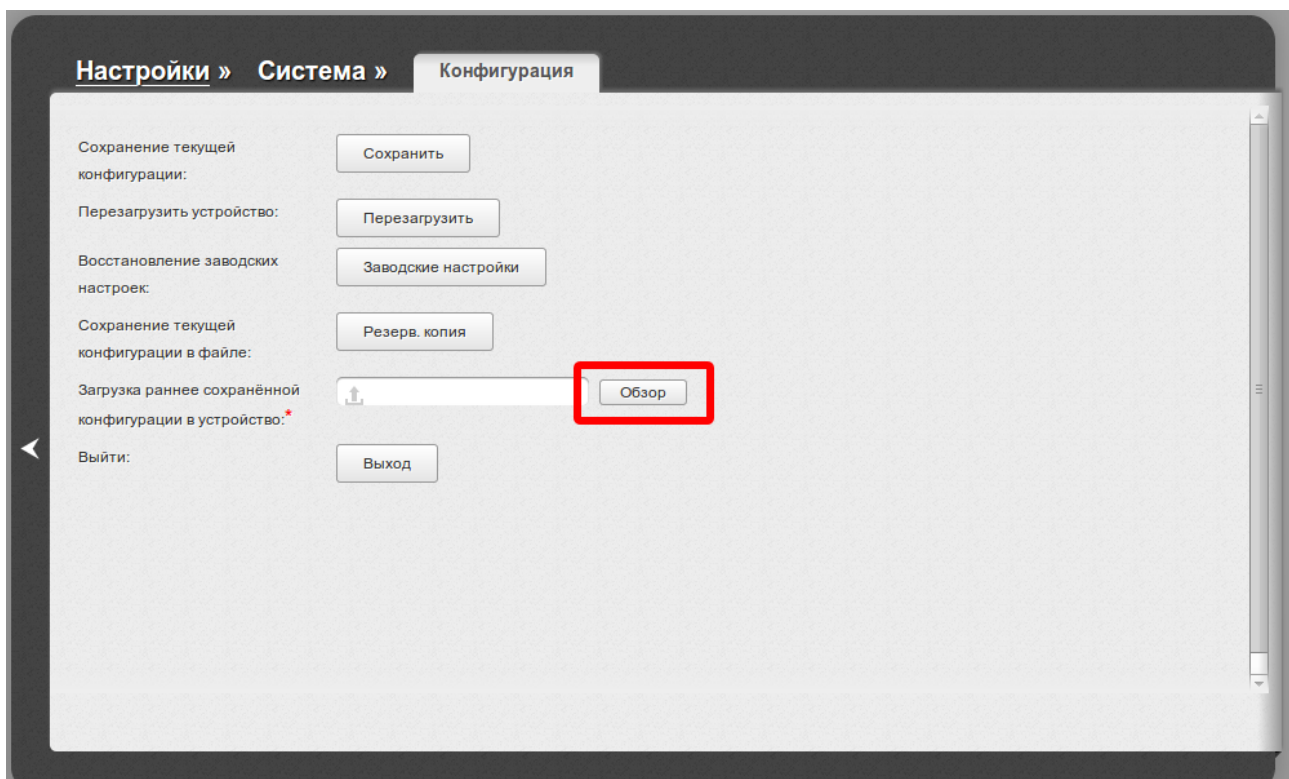 Настройки » Система » Конфигурация
Сохранение текущей
конфигурации:
Сохранить
Перезагрузить устройство:
Перезагрузить
Восстановление заводских
настроек:
Заводские настройки
Сохранение текущей
конфигурации в файле:
Резерв. копия
Загрузка раннее сохранённой
конфигурации в устройство:*
Обзор
Выйти:
Выход